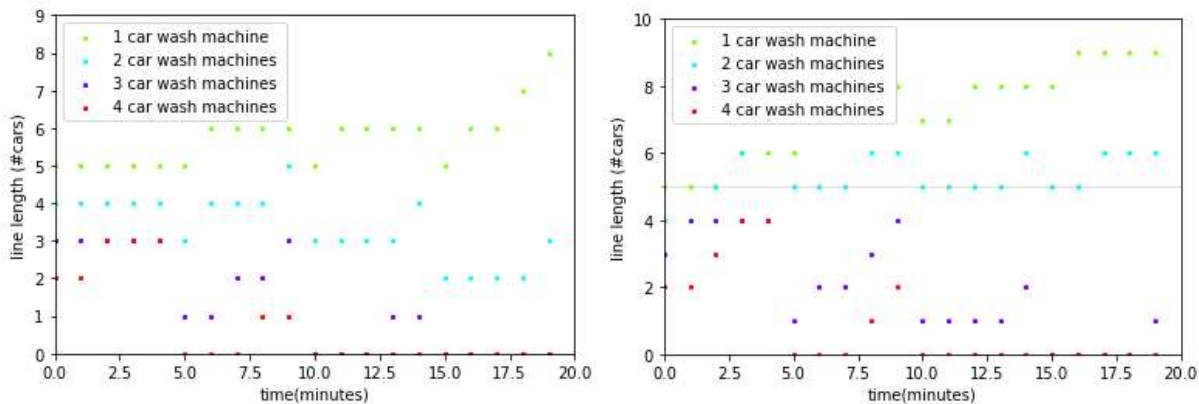 9
8
7
6
5
4
3
2
1
0
line length (#cars)
1 car wash machine
2 car wash machines
3 car wash machines
4 car wash machines
0.0 2.5 5.0 7.5 10.0 12.5 15.0 17.5 20.0
time(minutes)
10
8
6
4
2
0
line length (#cars)
1 car wash machine
2 car wash machines
3 car wash machines
4 car wash machines
0.0 2.5 5.0 7.5 10.0 12.5 15.0 17.5 20.0
time(minutes)